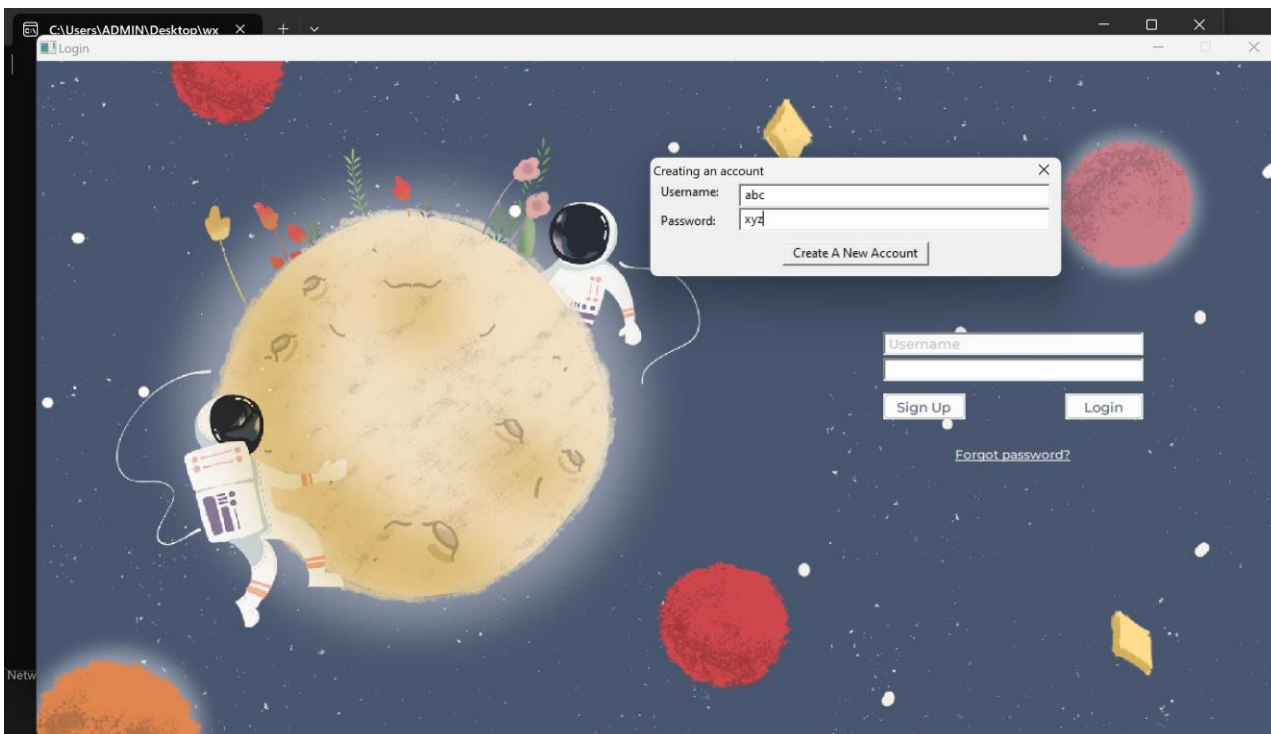 C:\Users\ADMIN\Desktop\wx
Login
Creating an account
Username: abc
Password: xyz
Create A New Account
Username
Sign Up Login
Forgot password?
Netw